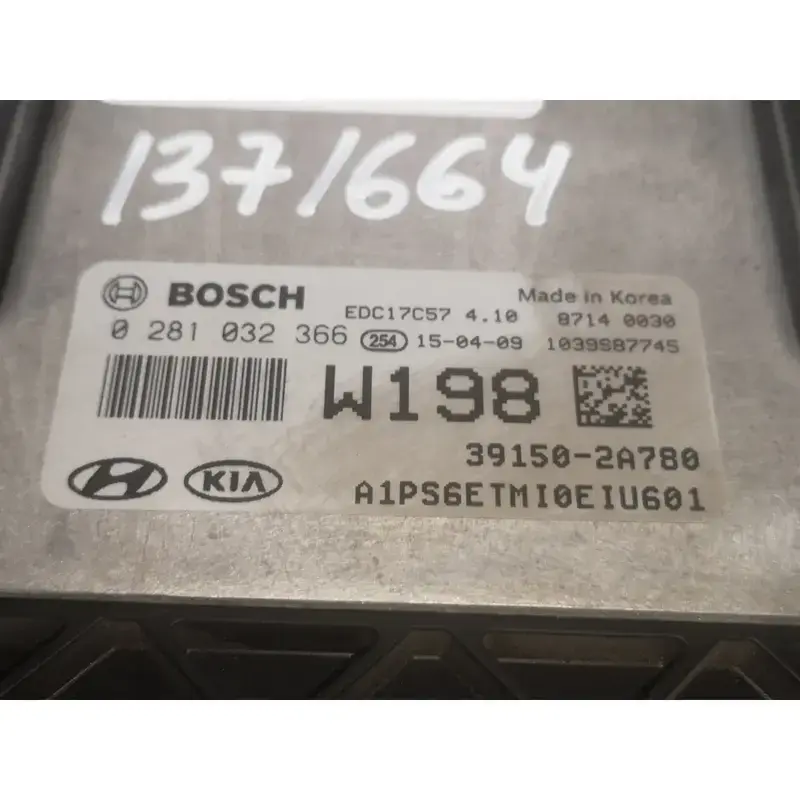 137/664
BOSCH
EDC17C57 4.10
Made in Korea
0 281 032 366
254
15-04-09
8714 0030
1039S87745
W198
39150-2A780
KIA
A1PS6ETMI0EIU601